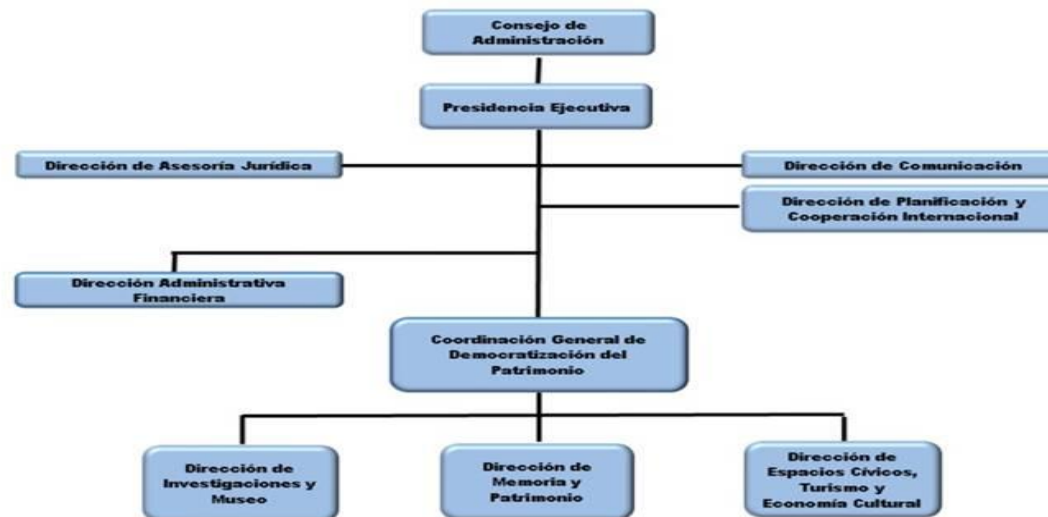 Consejo de
Administración
Presidencia Ejecutiva
Dirección de Asesoría Jurídica
Dirección de Comunicación
Dirección de Planificación y
Cooperación Internacional
Dirección Administrativa
Financiera
Coordinación General de
Democratización del
Patrimonio
Dirección de
Investigaciones y
Museo
Dirección de
Memoria y
Patrimonio
Dirección de
Espacios Cívicos,
Turismo y
Economía Cultural